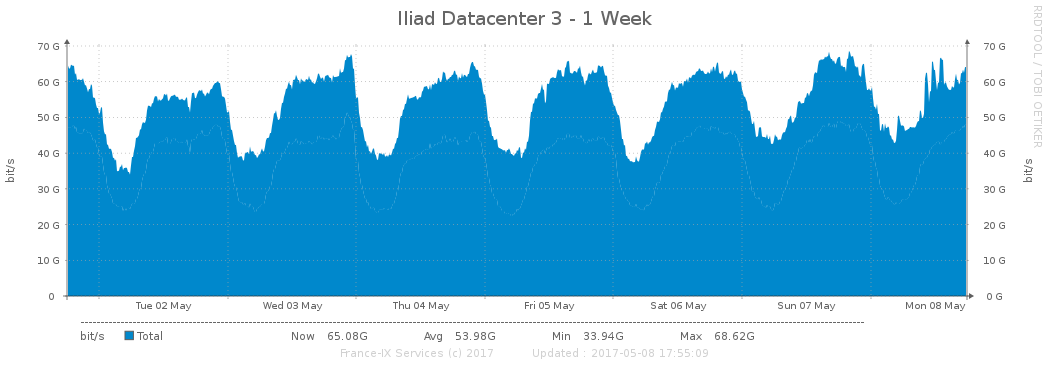 Iliad Datacenter 3 - 1 Week
RRDTOOL / TOBI OETIKER
bit/s
70 G
60 G
50 G
40 G
30 G
20 G
10 G
0
70 G
60 G
50 G
40 G
30 G
20 G
10 G
0 G
bit/s
Tue 02 May Wed 03 May Thu 04 May Fri 05 May Sat 06 May Sun 07 May Mon 08 May
bit/s Total Now 65.08G Avg 53.98G Min 33.94G Max 68.62G
France-IX Services (c) 2017 Updated : 2017-05-08 17:55:09